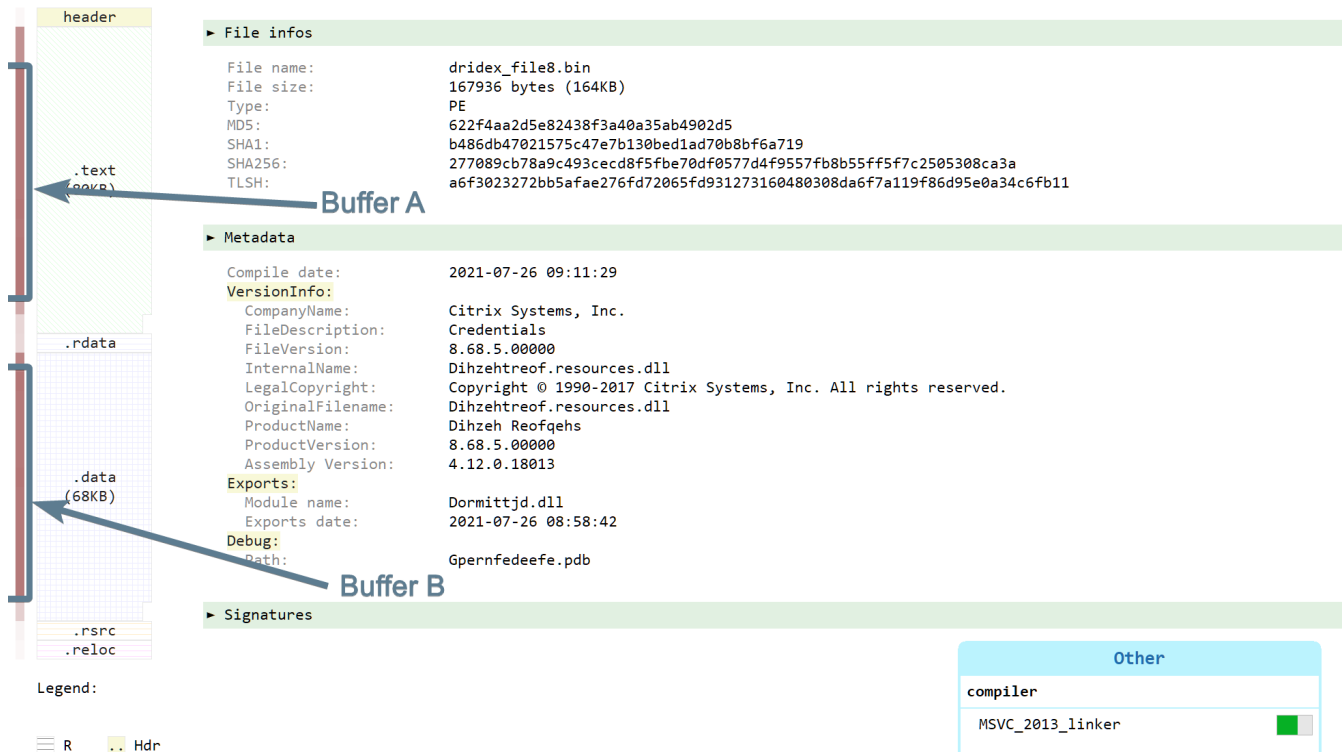 header
► File infos
File name: dridex_file8.bin
File size: 167936 bytes (164KB)
Type: PE
MD5: 622f4aa2d5e82438f3a40a35ab4902d5
SHA1: b486db47021575c47e7b130bed1ad70b8bf6a719
SHA256: 277089cb78a9c493cecd8f5fbe70df0577d4f9557fb8b55ff5f7c2505308ca3a
TLSH: a6f3023272bb5afae276fd72065fd931273160480308da6f7a119f86d95e0a34c6fb11
.text
(80KB)
Buffer A
► Metadata
Compile date: 2021-07-26 09:11:29
VersionInfo:
CompanyName: Citrix Systems, Inc.
FileDescription: Credentials
FileVersion: 8.68.5.00000
InternalName: Dihzehtreof.resources.dll
LegalCopyright: Copyright © 1990-2017 Citrix Systems, Inc. All rights reserved.
OriginalFilename: Dihzehtreof.resources.dll
ProductName: Dihzeh Reofqehs
ProductVersion: 8.68.5.00000
Assembly Version: 4.12.0.18013
Exports:
Module name: Dormittjd.dll
Exports date: 2021-07-26 08:58:42
Debug:
Path: Gpernfedeefe.pdb
.rdata
.data
(68KB)
Buffer B
► Signatures
.rsrc
.reloc
Legend:
R .. Hdr
Other
compiler
MSVC_2013_linker